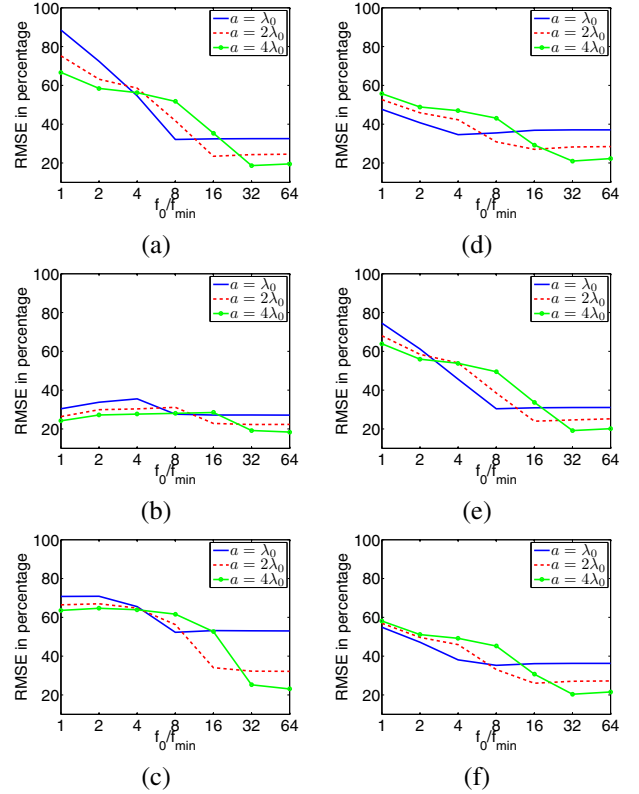 100
80
60
40
20
RMSE in percentage
1 2 4 8 16 32 64
f₀/f_min
a = λ₀
a = 2λ₀
a = 4λ₀
(a)
100
80
60
40
20
RMSE in percentage
1 2 4 8 16 32 64
f₀/f_min
a = λ₀
a = 2λ₀
a = 4λ₀
(d)
100
80
60
40
20
RMSE in percentage
1 2 4 8 16 32 64
f₀/f_min
a = λ₀
a = 2λ₀
a = 4λ₀
(b)
100
80
60
40
20
RMSE in percentage
1 2 4 8 16 32 64
f₀/f_min
a = λ₀
a = 2λ₀
a = 4λ₀
(e)
100
80
60
40
20
RMSE in percentage
1 2 4 8 16 32 64
f₀/f_min
a = λ₀
a = 2λ₀
a = 4λ₀
(c)
100
80
60
40
20
RMSE in percentage
1 2 4 8 16 32 64
f₀/f_min
a = λ₀
a = 2λ₀
a = 4λ₀
(f)